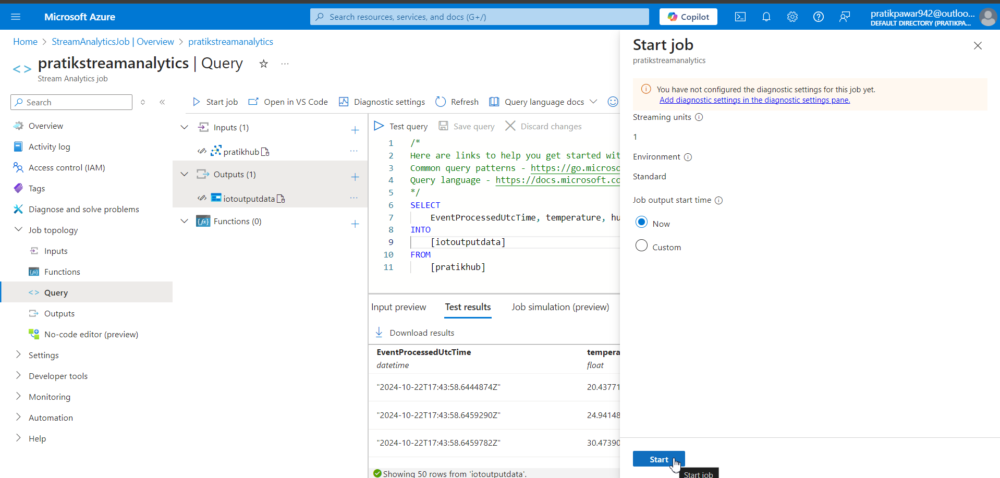 Microsoft Azure
Search resources, services, and docs (G+/)
Copilot
pratikpawar942@outloo...
DEFAULT DIRECTORY (PRATIKPA...
Home > StreamAnalyticsJob | Overview > pratikstreamanalytics
pratikstreamanalytics | Query
Stream Analytics job
Search
Overview
Activity log
Access control (IAM)
Tags
Diagnose and solve problems
Job topology
Inputs
Functions
Query
Outputs
No-code editor (preview)
Settings
Developer tools
Monitoring
Automation
Help
Start job
Open in VS Code
Diagnostic settings
Refresh
Query language docs
Inputs (1)
pratikhub
Outputs (1)
iotoutputdata
Functions (0)
Test query
Save query
Discard changes
1 /*
2 Here are links to help you get started wit
3 Common query patterns - https://go.microso
4 Query language - https://docs.microsoft.co
5 */
6 SELECT
7 EventProcessedUtcTime, temperature, hu
8 INTO
9 [iotoutputdata]
10 FROM
11 [pratikhub]
Input preview
Test results
Job simulation (preview)
Download results
EventProcessedUtcTime tempera
datetime float
"2024-10-22T17:43:58.6444874Z" 20.43771
"2024-10-22T17:43:58.6459290Z" 24.94148
"2024-10-22T17:43:58.6459782Z" 30.47390
Showing 50 rows from 'iotoutputdata'.
Start job
pratikstreamanalytics
You have not configured the diagnostic settings for this job yet.
Add diagnostic settings in the diagnostic settings pane.
Streaming units
1
Environment
Standard
Job output start time
Now
Custom
Start
Start job